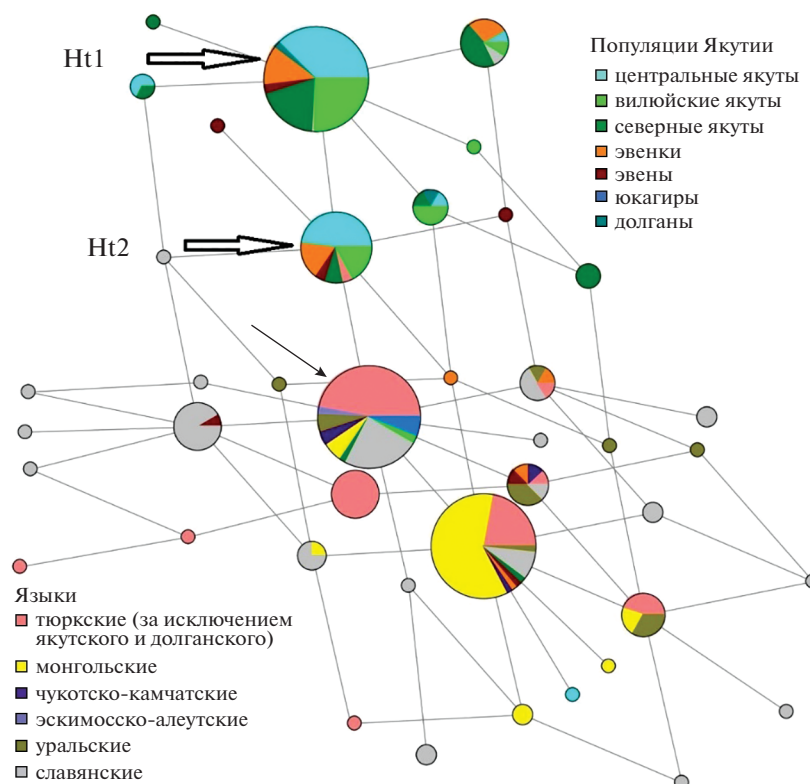 Ht1
Популяции Якутии
центральные якуты
вилюйские якуты
северные якуты
эвенки
эвены
юкагиры
долганы
Ht2
Языки
тюркские (за исключением
якутского и долганского)
монгольские
чукотско-камчатские
эскимосско-алеутские
уральские
славянские